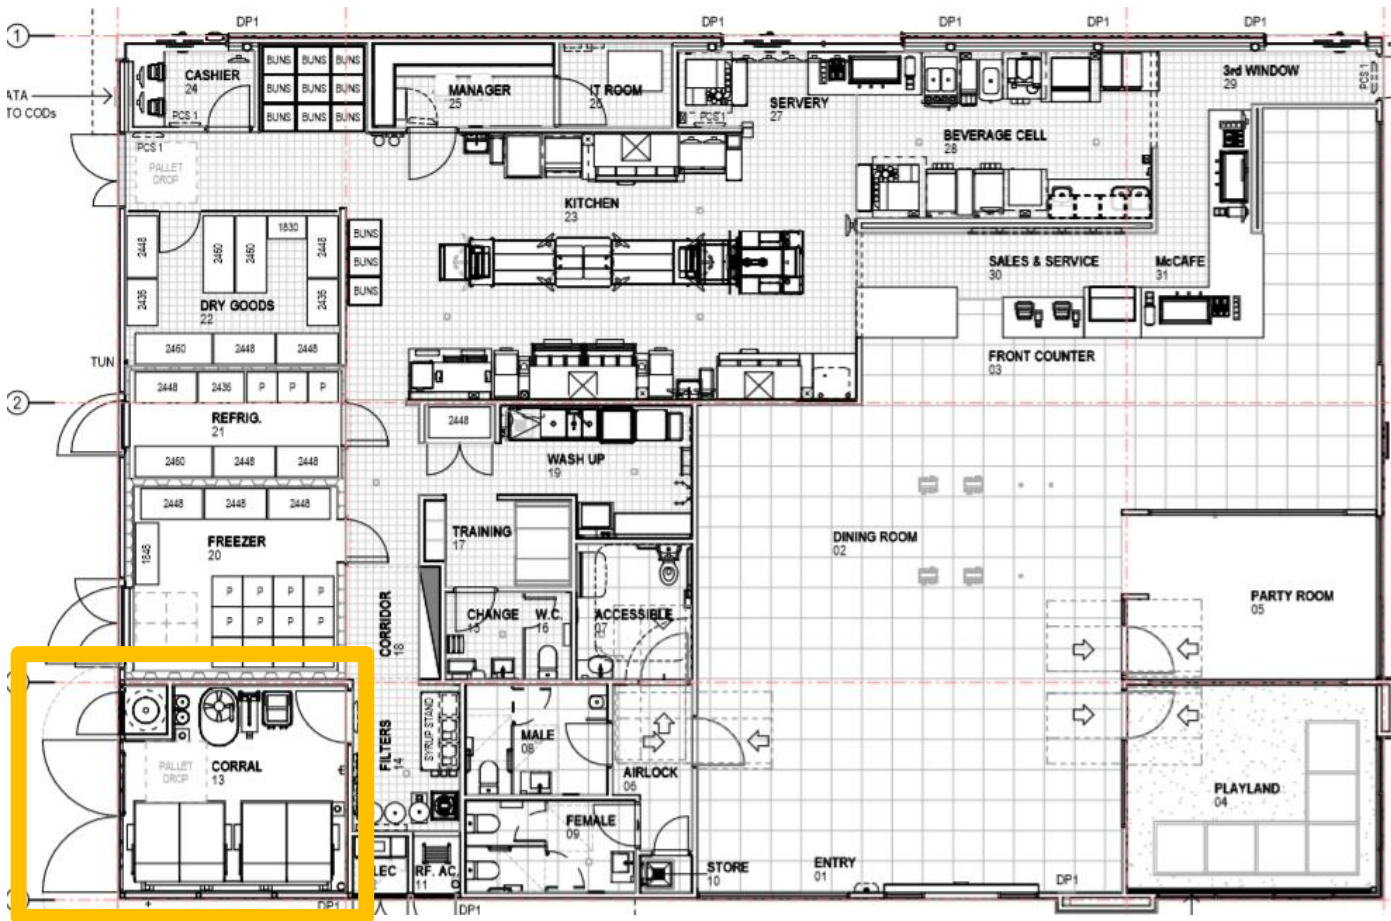 DP1 DP1 DP1 DP1 DP1
1
CASHIER
24
BUNS BUNS BUNS
BUNS BUNS BUNS
BUNS BUNS BUNS
MANAGER
25
IT ROOM
26
SERVERY
27
3rd WINDOW
29
PCS 1
ATA
TO CODs
PCS 1
PCS 1
BEVERAGE CELL
28
PCS 1
PALLET
DROP
KITCHEN
23
1830
2448
2460
2460
2448
2436
2436
BUNS
BUNS
BUNS
DRY GOODS
22
SALES & SERVICE
30
McCAFE
31
2460 2448 2448
TUN
FRONT COUNTER
03
2448 2436 P P P
2
REFRIG.
21
2448
2460 2448 2448
WASH UP
19
2448 2448 2448
TRAINING
17
FREEZER
20
1848
DINING ROOM
02
P P P P
P P P P
CORRIDOR
18
CHANGE
15
W.C.
16
ACCESSIBLE
07
PARTY ROOM
05
CORRAL
13
PALLET
DROP
FILTERS
14
SYRUP STAND
MALE
08
AIRLOCK
06
PLAYLAND
04
FEMALE
09
LEC
RF. AC.
11
STORE
10
ENTRY
01
DP1
DP1 DP1